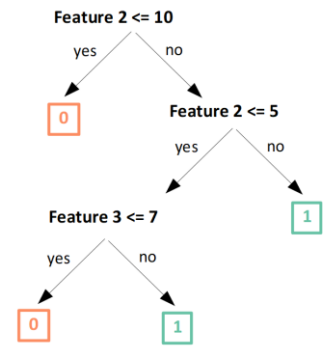 Feature 2 <= 10
yes
no
0
Feature 2 <= 5
yes
no
Feature 3 <= 7
1
yes
no
0
1